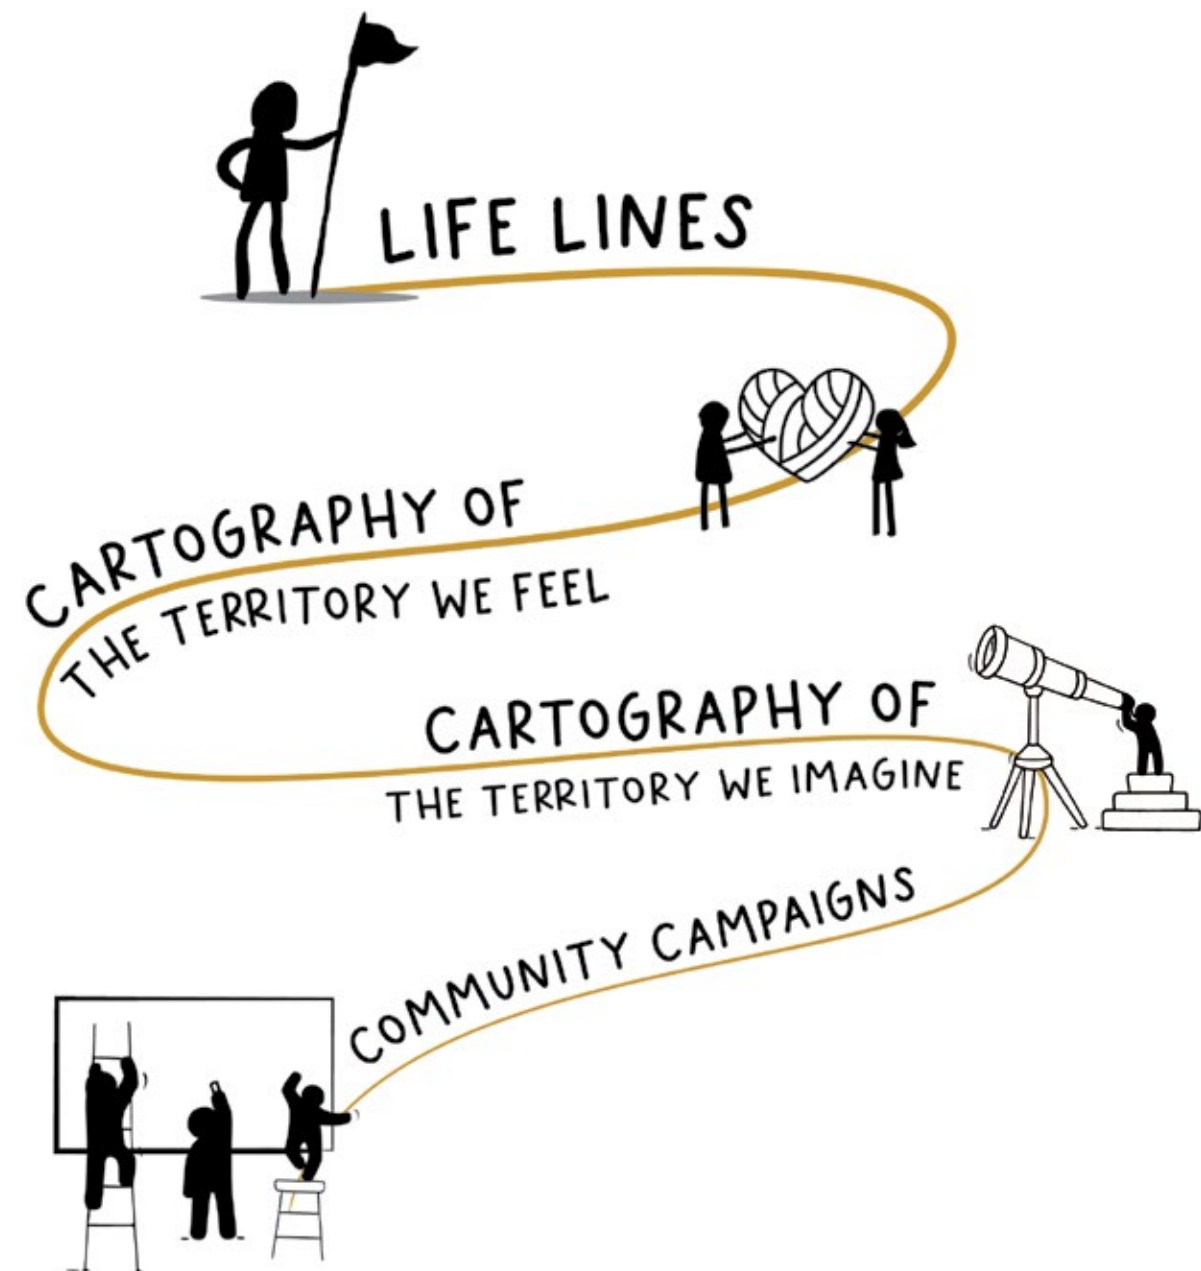 LIFE LINES
CARTOGRAPHY OF
THE TERRITORY WE FEEL
CARTOGRAPHY OF
THE TERRITORY WE IMAGINE
COMMUNITY CAMPAIGNS